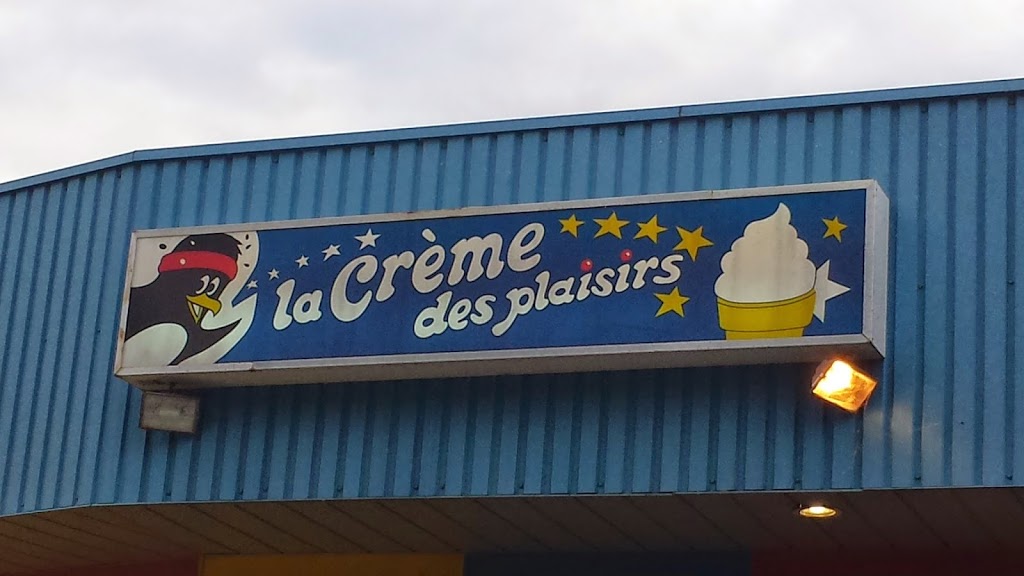 la Crème
des plaisirs